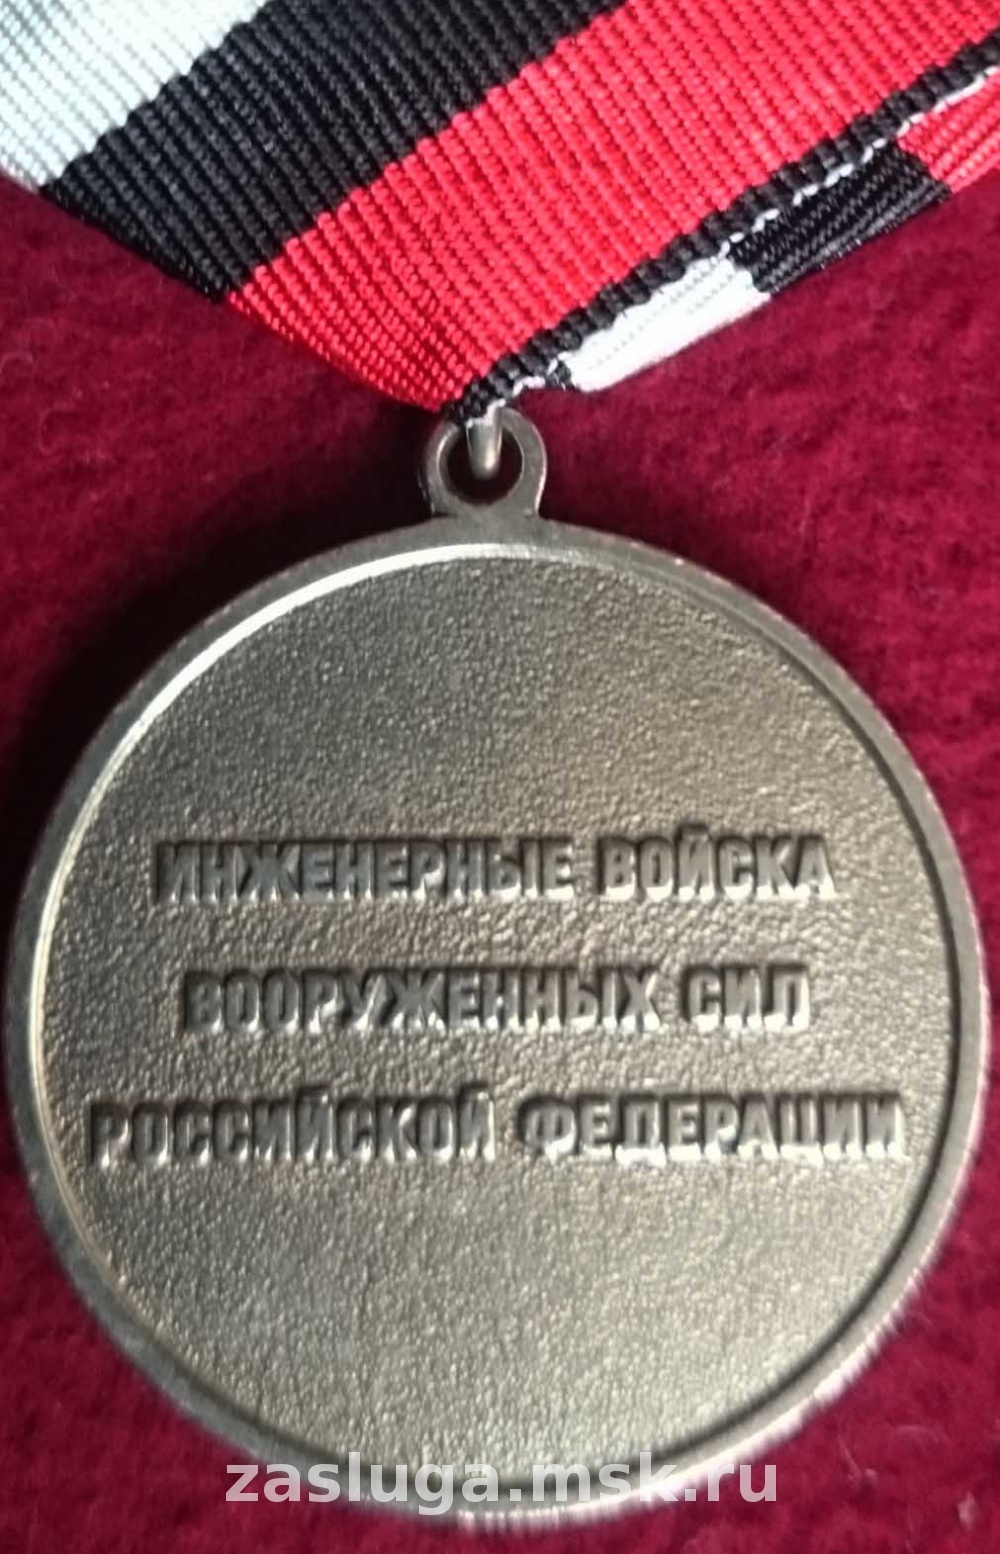 ИНЖЕНЕРНЫЕ ВОЙСКА
ВООРУЖЕННЫХ СИЛ
РОССИЙСКОЙ ФЕДЕРАЦИИ
zasluga.msk.ru